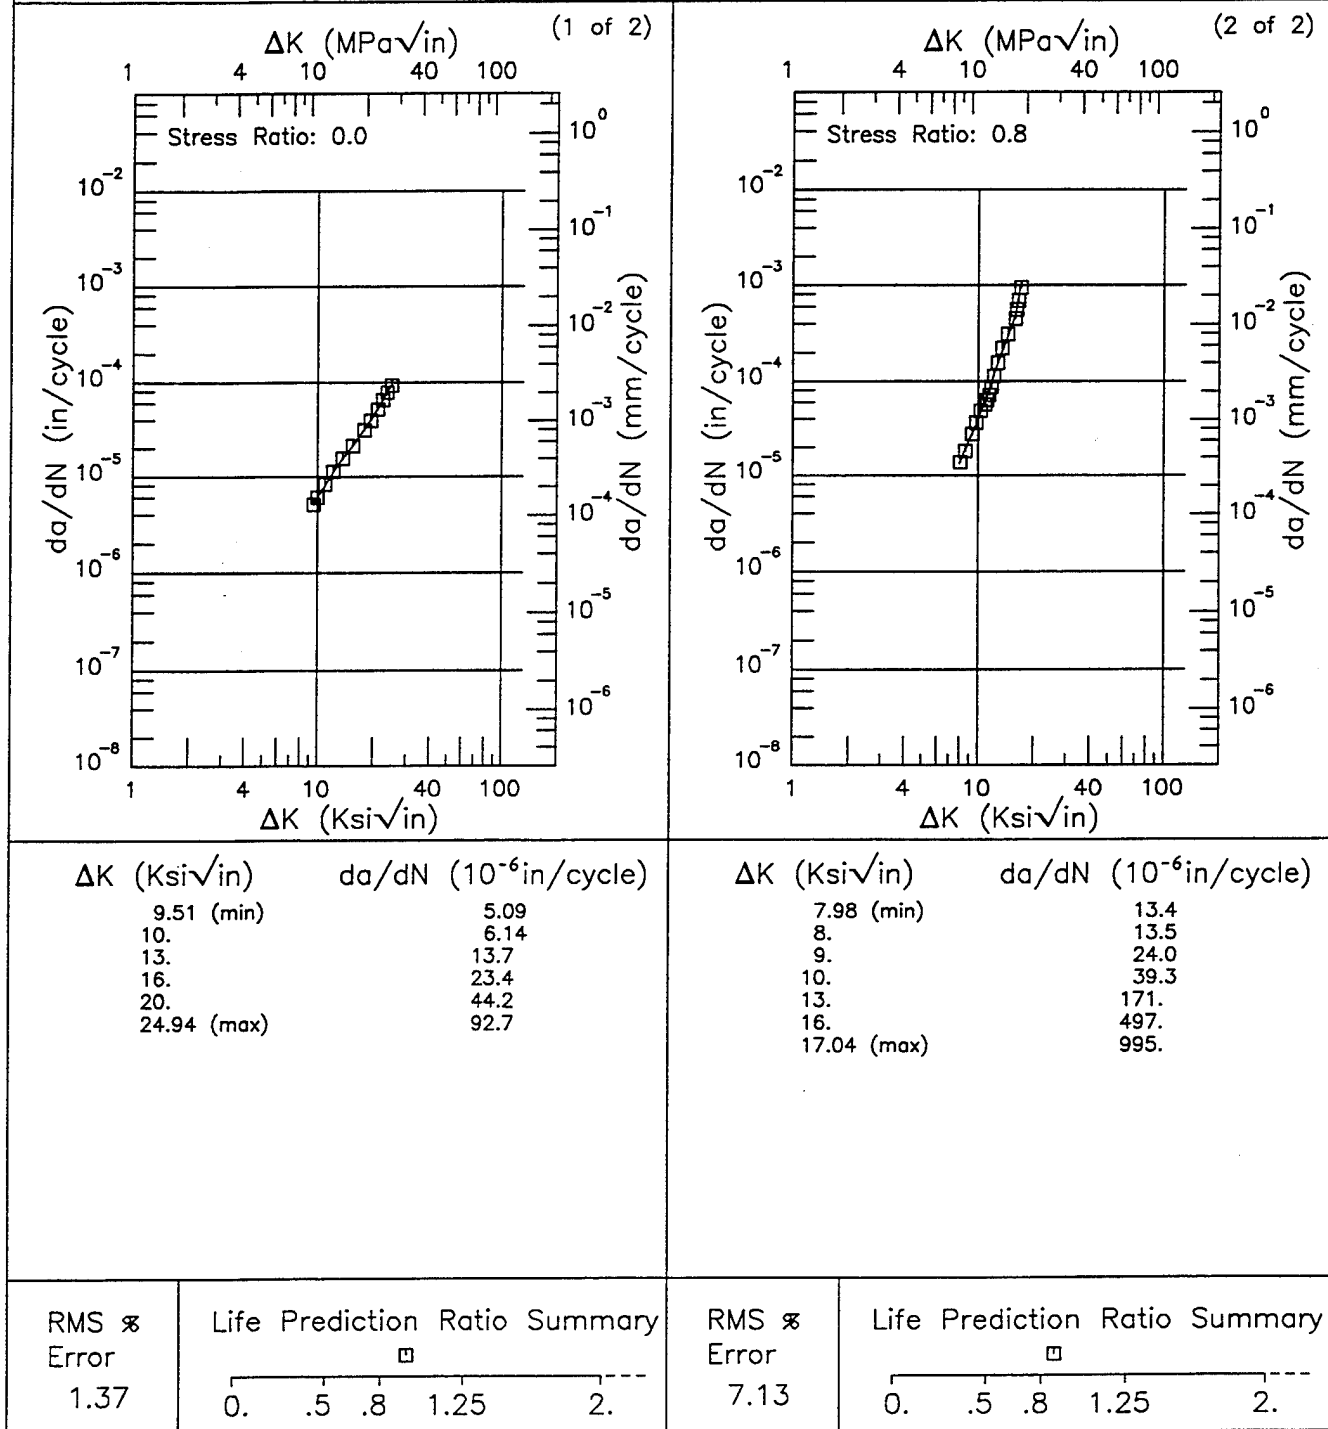 (1 of 2)
ΔK (MPa√in)
1 4 10 40 100
Stress Ratio: 0.0
10⁻²
10⁻³
10⁻⁴
10⁻⁵
10⁻⁶
10⁻⁷
10⁻⁸
da/dN (in/cycle)
10⁰
10⁻¹
10⁻²
10⁻³
10⁻⁴
10⁻⁵
10⁻⁶
da/dN (mm/cycle)
1 4 10 40 100
ΔK (Ksi√in)
(2 of 2)
ΔK (MPa√in)
1 4 10 40 100
Stress Ratio: 0.8
10⁻²
10⁻³
10⁻⁴
10⁻⁵
10⁻⁶
10⁻⁷
10⁻⁸
da/dN (in/cycle)
10⁰
10⁻¹
10⁻²
10⁻³
10⁻⁴
10⁻⁵
10⁻⁶
da/dN (mm/cycle)
1 4 10 40 100
ΔK (Ksi√in)
ΔK (Ksi√in) da/dN (10⁻⁶in/cycle)
9.51 (min) 5.09
10. 6.14
13. 13.7
16. 23.4
20. 44.2
24.94 (max) 92.7
ΔK (Ksi√in) da/dN (10⁻⁶in/cycle)
7.98 (min) 13.4
8. 13.5
9. 24.0
10. 39.3
13. 171.
16. 497.
17.04 (max) 995.
RMS %
Error
1.37
Life Prediction Ratio Summary
0. .5 .8 1.25 2.
RMS %
Error
7.13
Life Prediction Ratio Summary
0. .5 .8 1.25 2.